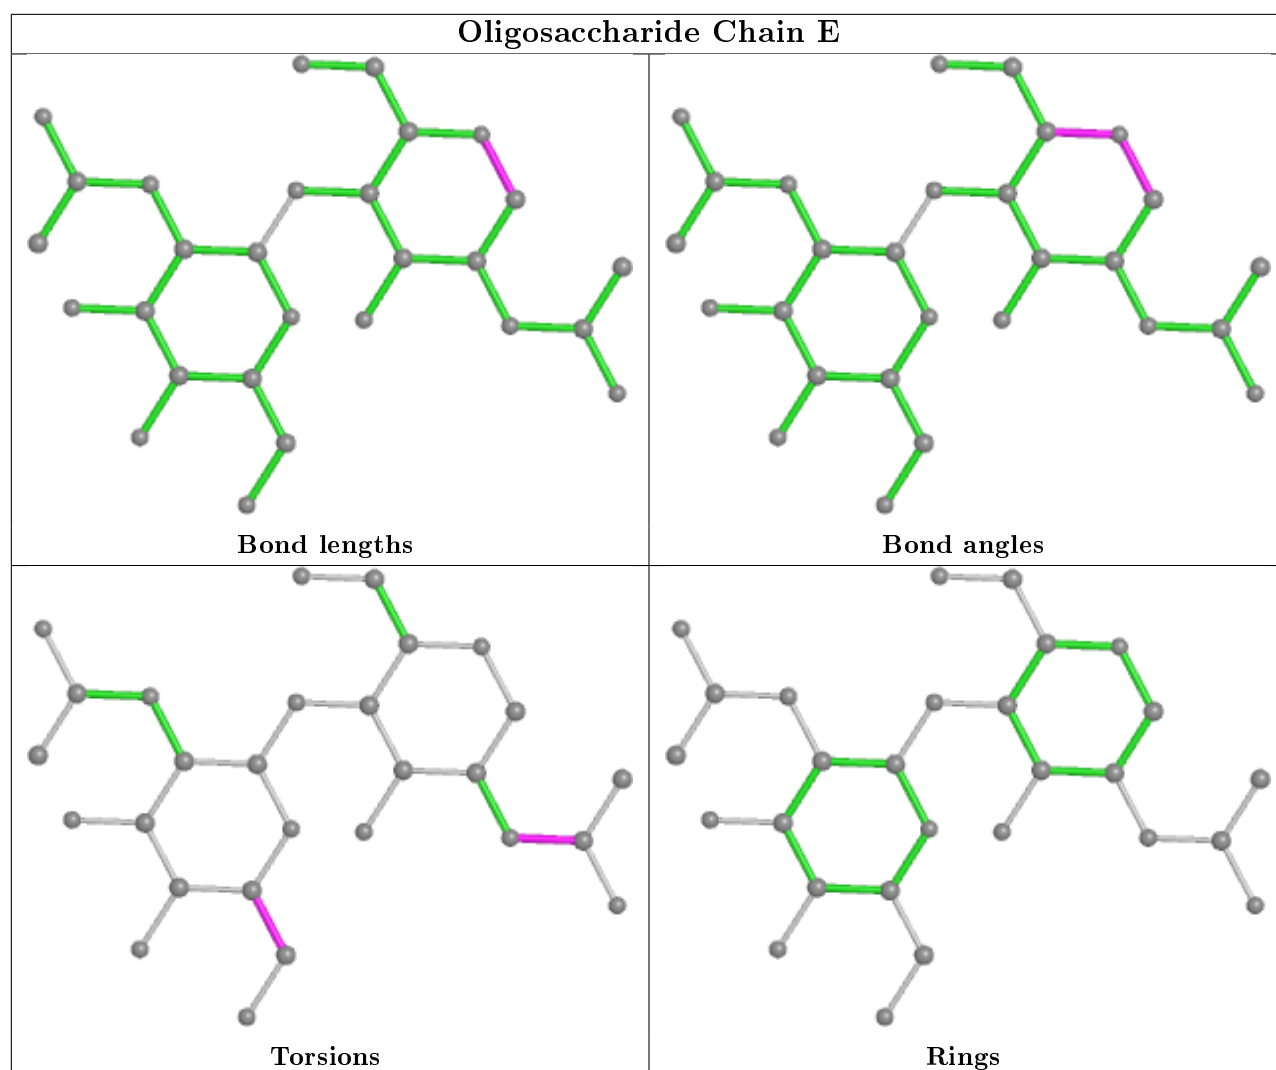 Oligosaccharide Chain E
Bond lengths
Bond angles
Torsions
Rings